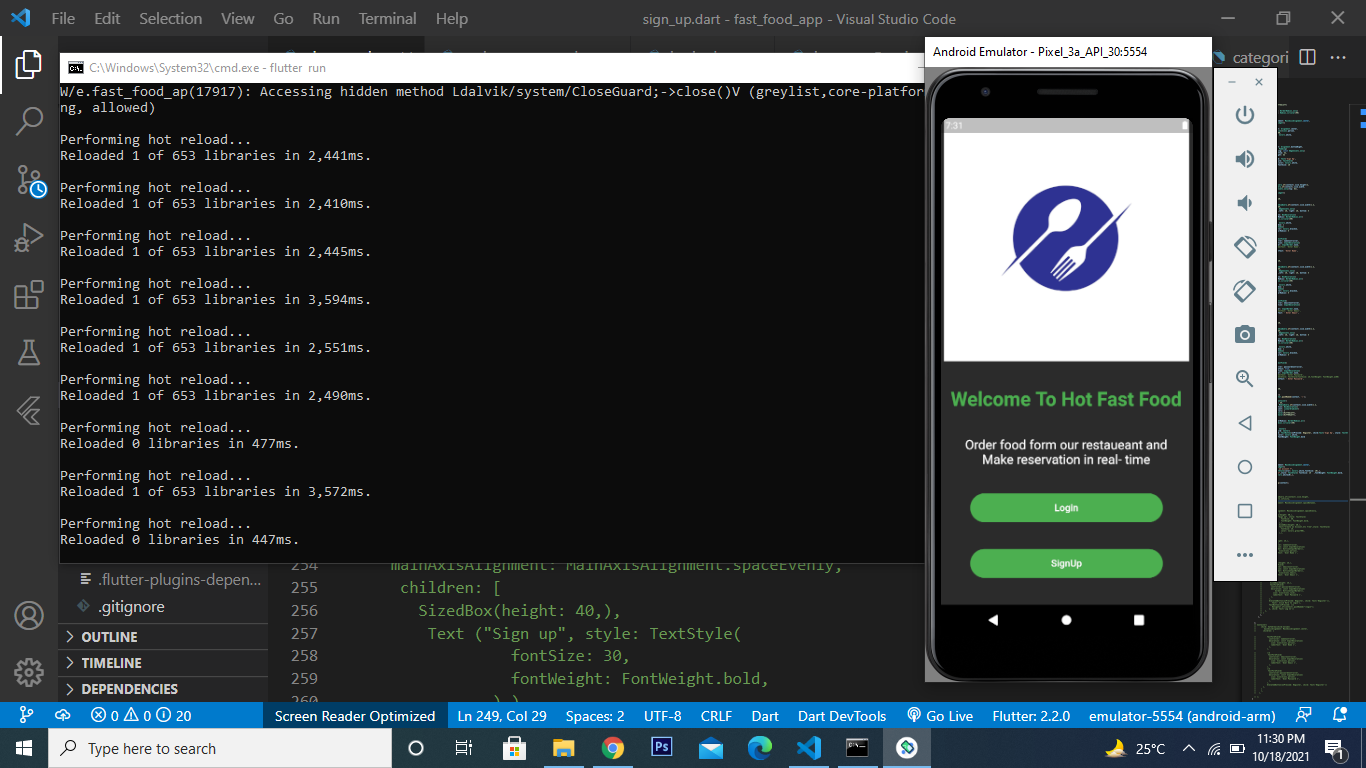 File Edit Selection View Go Run Terminal Help sign_up.dart - fast_food_app - Visual Studio Code
C:\Windows\System32\cmd.exe - flutter run
W/e.fast_food_ap(17917): Accessing hidden method Ldalvik/system/CloseGuard;->close()V (greylist,core-platfor
ng, allowed)
Performing hot reload...
Reloaded 1 of 653 libraries in 2,441ms.
Performing hot reload...
Reloaded 1 of 653 libraries in 2,410ms.
Performing hot reload...
Reloaded 1 of 653 libraries in 2,445ms.
Performing hot reload...
Reloaded 1 of 653 libraries in 3,594ms.
Performing hot reload...
Reloaded 1 of 653 libraries in 2,551ms.
Performing hot reload...
Reloaded 1 of 653 libraries in 2,490ms.
Performing hot reload...
Reloaded 0 libraries in 477ms.
Performing hot reload...
Reloaded 1 of 653 libraries in 3,572ms.
Performing hot reload...
Reloaded 0 libraries in 447ms.
Android Emulator - Pixel_3a_API_30:5554
categori
7:31
Welcome To Hot Fast Food
Order food form our restaueant and
Make reservation in real- time
Login
SignUp
.flutter-plugins-depen...
.gitignore
OUTLINE
TIMELINE
DEPENDENCIES
254 mainAxisAlignment: MainAxisAlignment.spaceEvenly,
255 children: [
256 SizedBox(height: 40,),
257 Text ("Sign up", style: TextStyle(
258 fontSize: 30,
259 fontWeight: FontWeight.bold,
260 ),)
0 0 20 Screen Reader Optimized Ln 249, Col 29 Spaces: 2 UTF-8 CRLF Dart Dart DevTools Go Live Flutter: 2.2.0 emulator-5554 (android-arm)
Type here to search
Ps
25°C
11:30 PM
10/18/2021
1